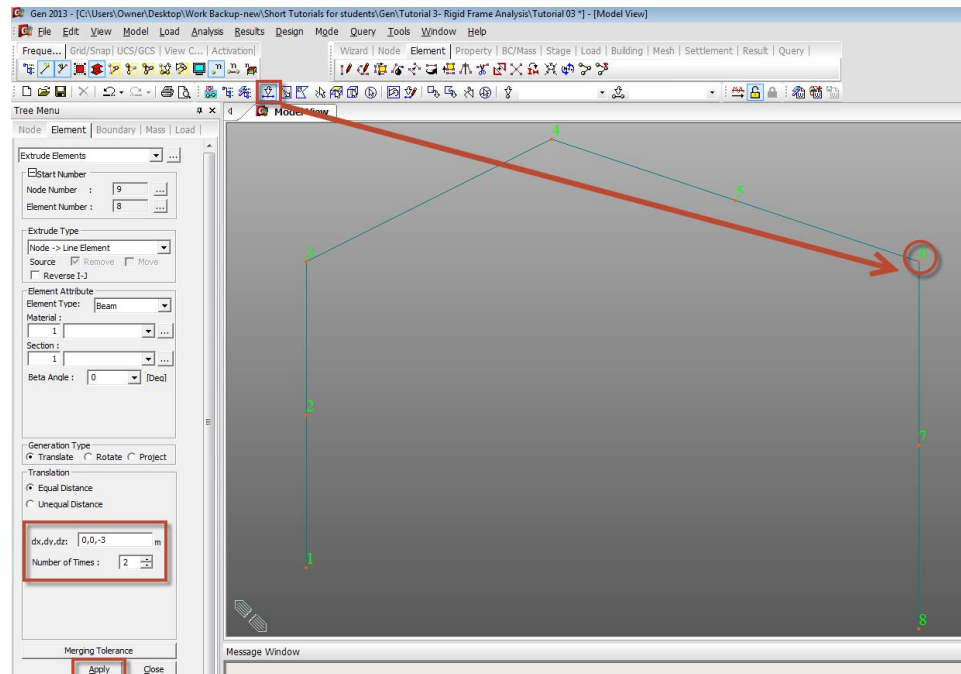 Gen 2013 - [C:\Users\Owner\Desktop\Work Backup-new\Short Tutorials for students\Gen\Tutorial 3- Rigid Frame Analysis\Tutorial 03 *] - [Model View]
File Edit View Model Load Analysis Results Design Mode Query Tools Window Help
Freque... Grid/Snap UCS/GCS View C... Activation Wizard Node Element Property BC/Mass Stage Load Building Mesh Settlement Result Query
Tree Menu
Model View
Node Element Boundary Mass Load
Extrude Elements ...
Start Number
Node Number : 9 ...
Element Number : 8 ...
Extrude Type
Node -> Line Element
Source Remove Move
Reverse I-J
Element Attribute
Element Type: Beam
Material :
1 ...
Section :
1 ...
Beta Angle : 0 [Deg]
Generation Type
Translate Rotate Project
Translation
Equal Distance
Unequal Distance
dx,dy,dz: 0,0,-3 m
Number of Times : 2
Merging Tolerance
Apply Close
4
5
3
6
2
7
1
8
Message Window